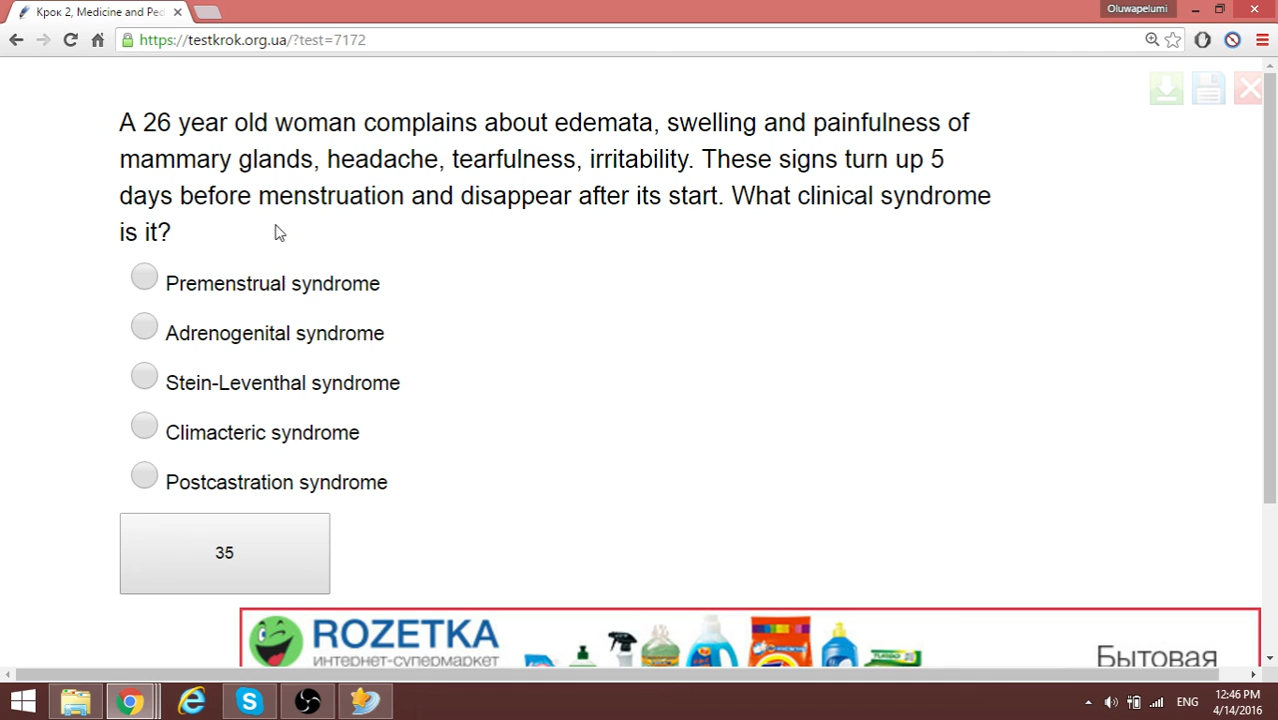 Крок 2, Medicine and Ped
Oluwapelumi
https://testkrok.org.ua/?test=7172
A 26 year old woman complains about edemata, swelling and painfulness of
mammary glands, headache, tearfulness, irritability. These signs turn up 5
days before menstruation and disappear after its start. What clinical syndrome
is it?
Premenstrual syndrome
Adrenogenital syndrome
Stein-Leventhal syndrome
Climacteric syndrome
Postcastration syndrome
35
ROZETKA
интернет-супермаркет
Бытовая
ENG
12:46 PM
4/14/2016